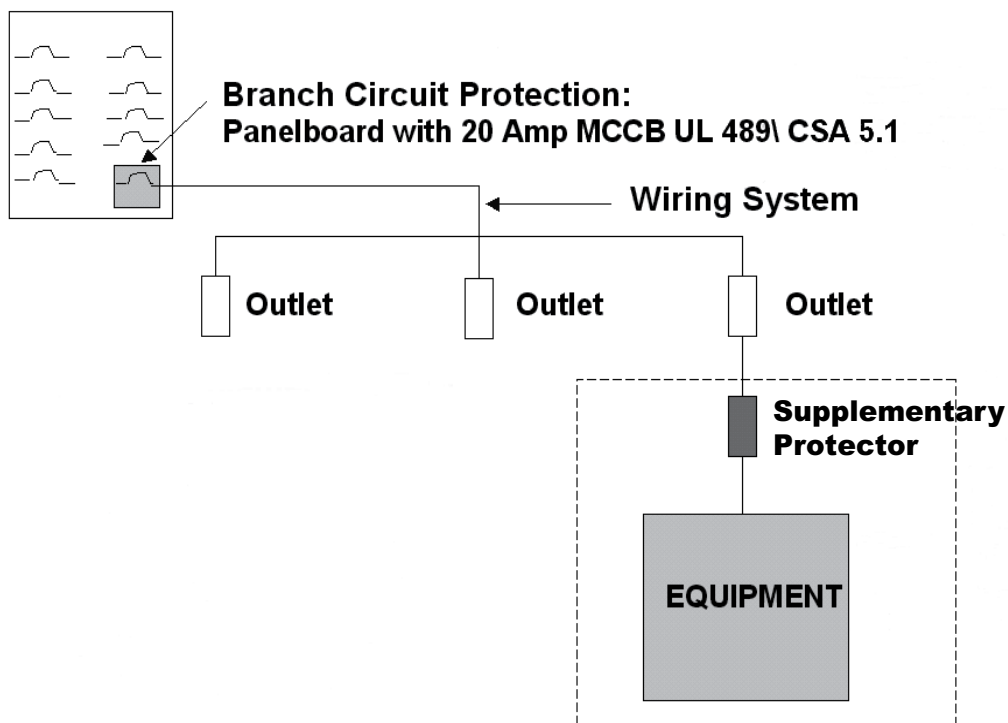 Branch Circuit Protection:
Panelboard with 20 Amp MCCB UL 489\ CSA 5.1
Wiring System
Outlet
Outlet
Outlet
Supplementary
Protector
EQUIPMENT